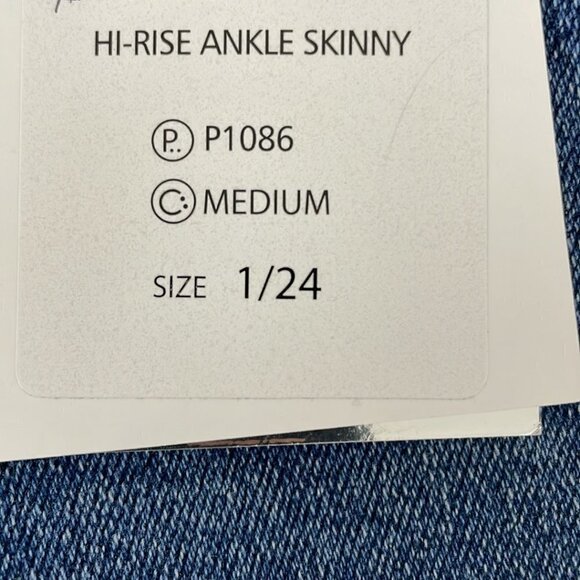 HI-RISE ANKLE SKINNY
P.. P1086
C: MEDIUM
SIZE 1/24